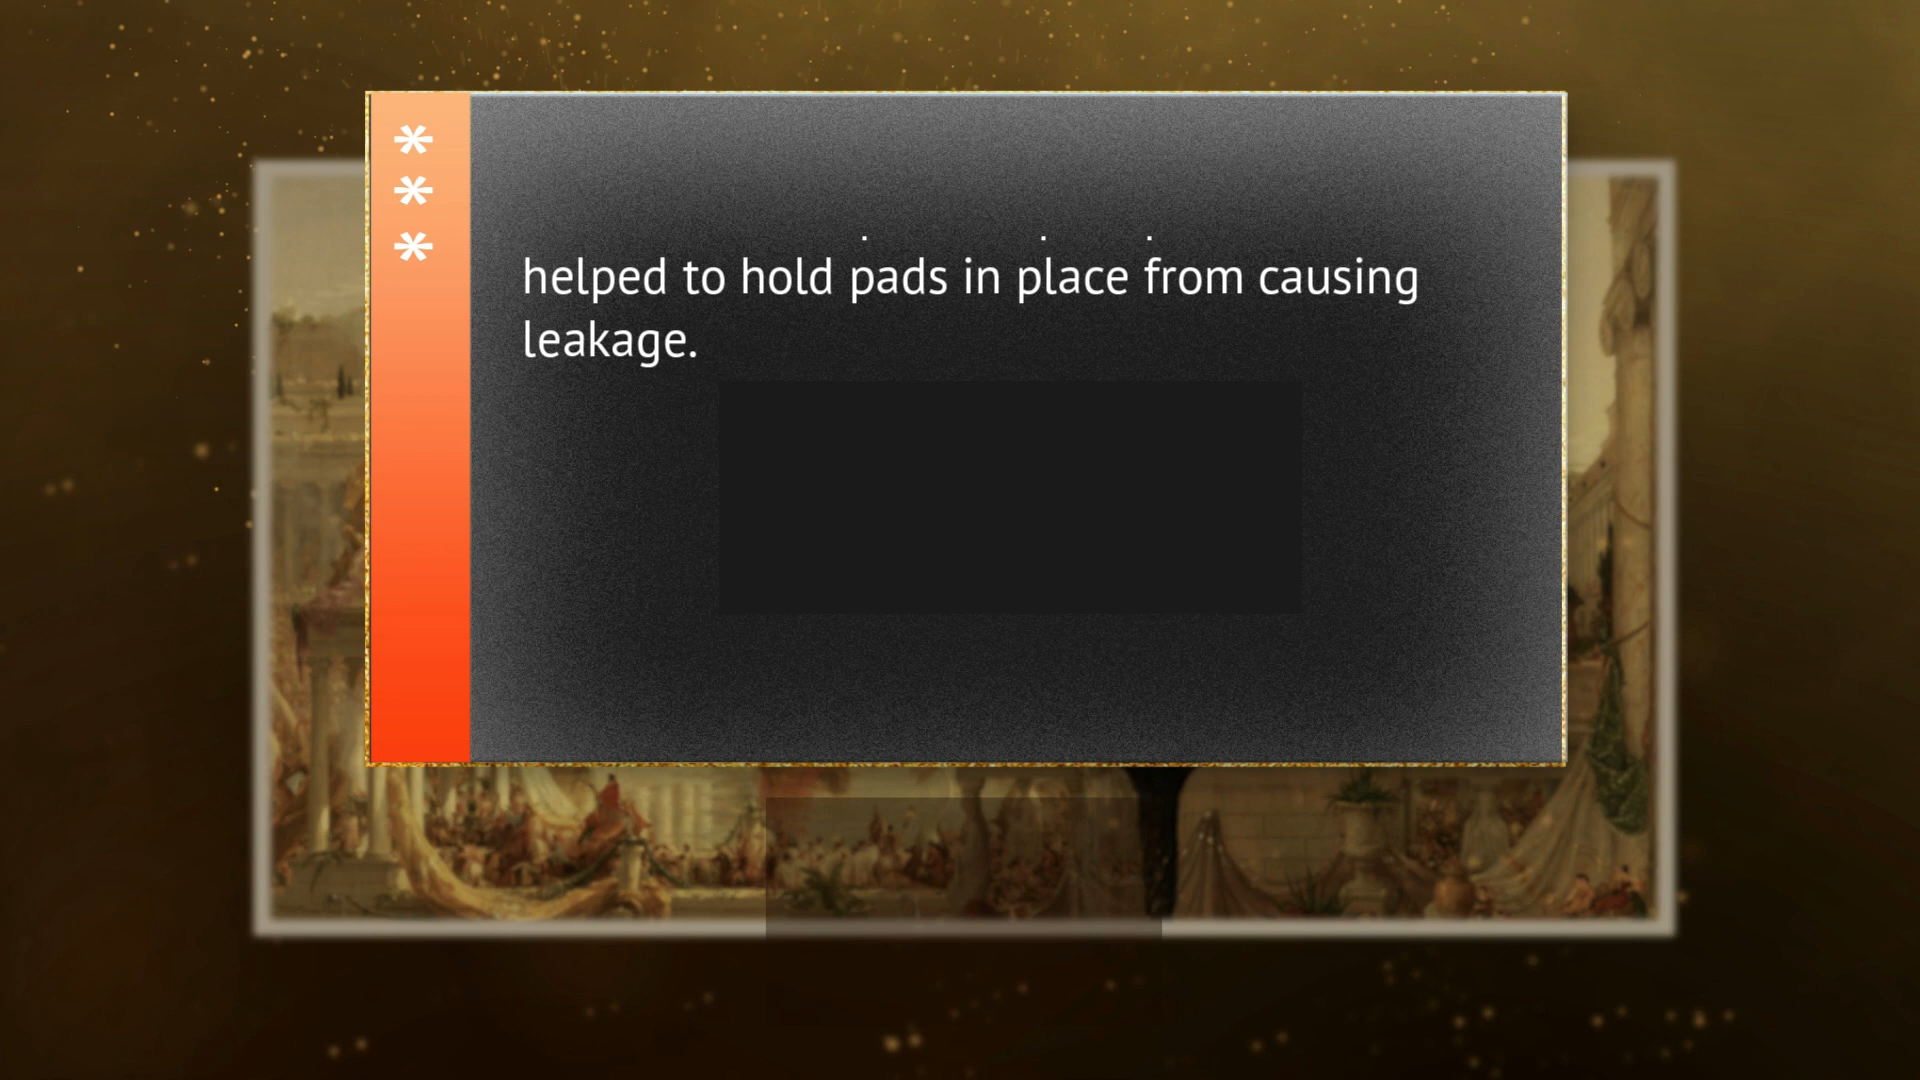 *
*
*
helped to hold pads in place from causing
leakage.